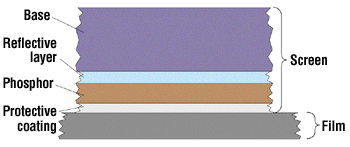 Base
Reflective
layer
Phosphor
Protective
coating
Screen
Film